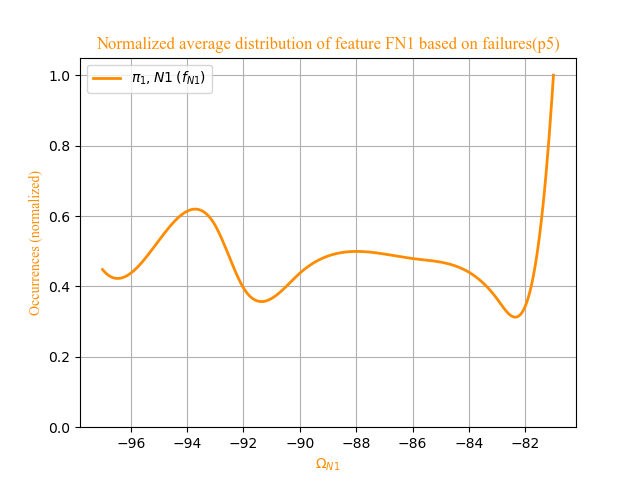 Normalized average distribution of feature FN1 based on failures(p5)
π1, N1 (fN1)
1.0
0.8
0.6
0.4
0.2
0.0
Occurrences (normalized)
−96 −94 −92 −90 −88 −86 −84 −82
ΩN1